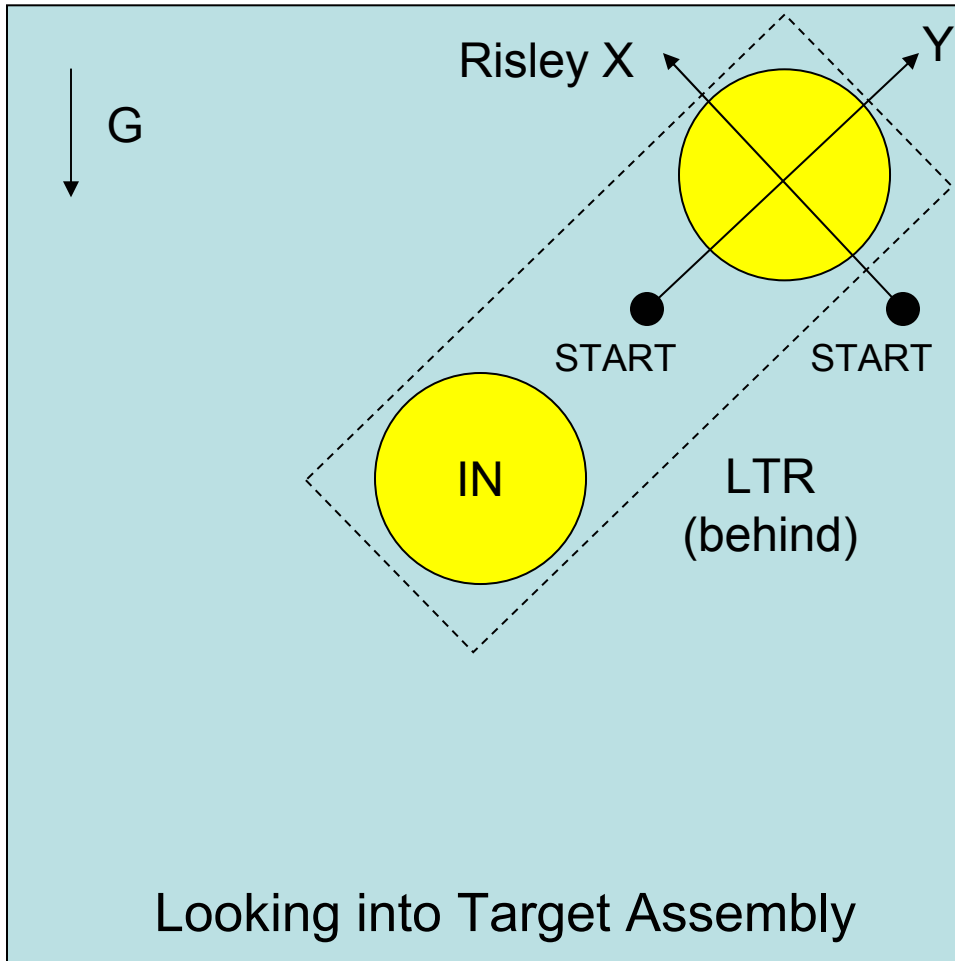 Risley X
Y
G
START
START
IN
LTR
(behind)
Looking into Target Assembly